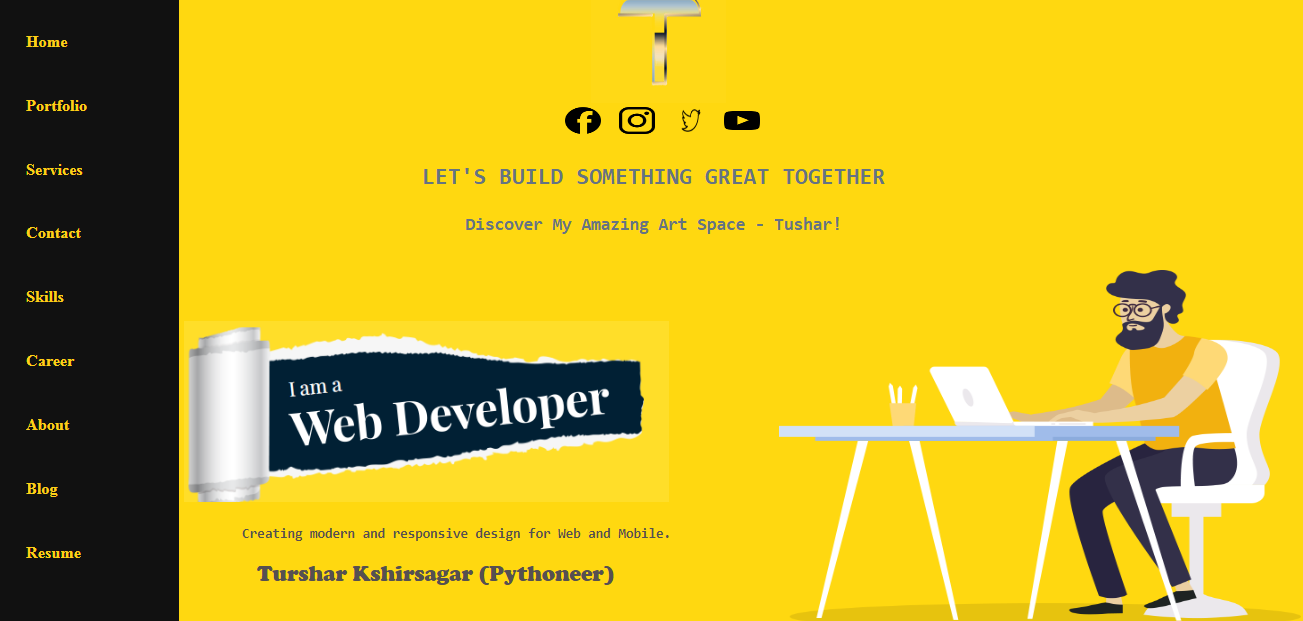 Home
Portfolio
Services
Contact
Skills
Career
About
Blog
Resume
LET'S BUILD SOMETHING GREAT TOGETHER
Discover My Amazing Art Space - Tushar!
I am a
Web Developer
Creating modern and responsive design for Web and Mobile.
Turshar Kshirsagar (Pythoneer)